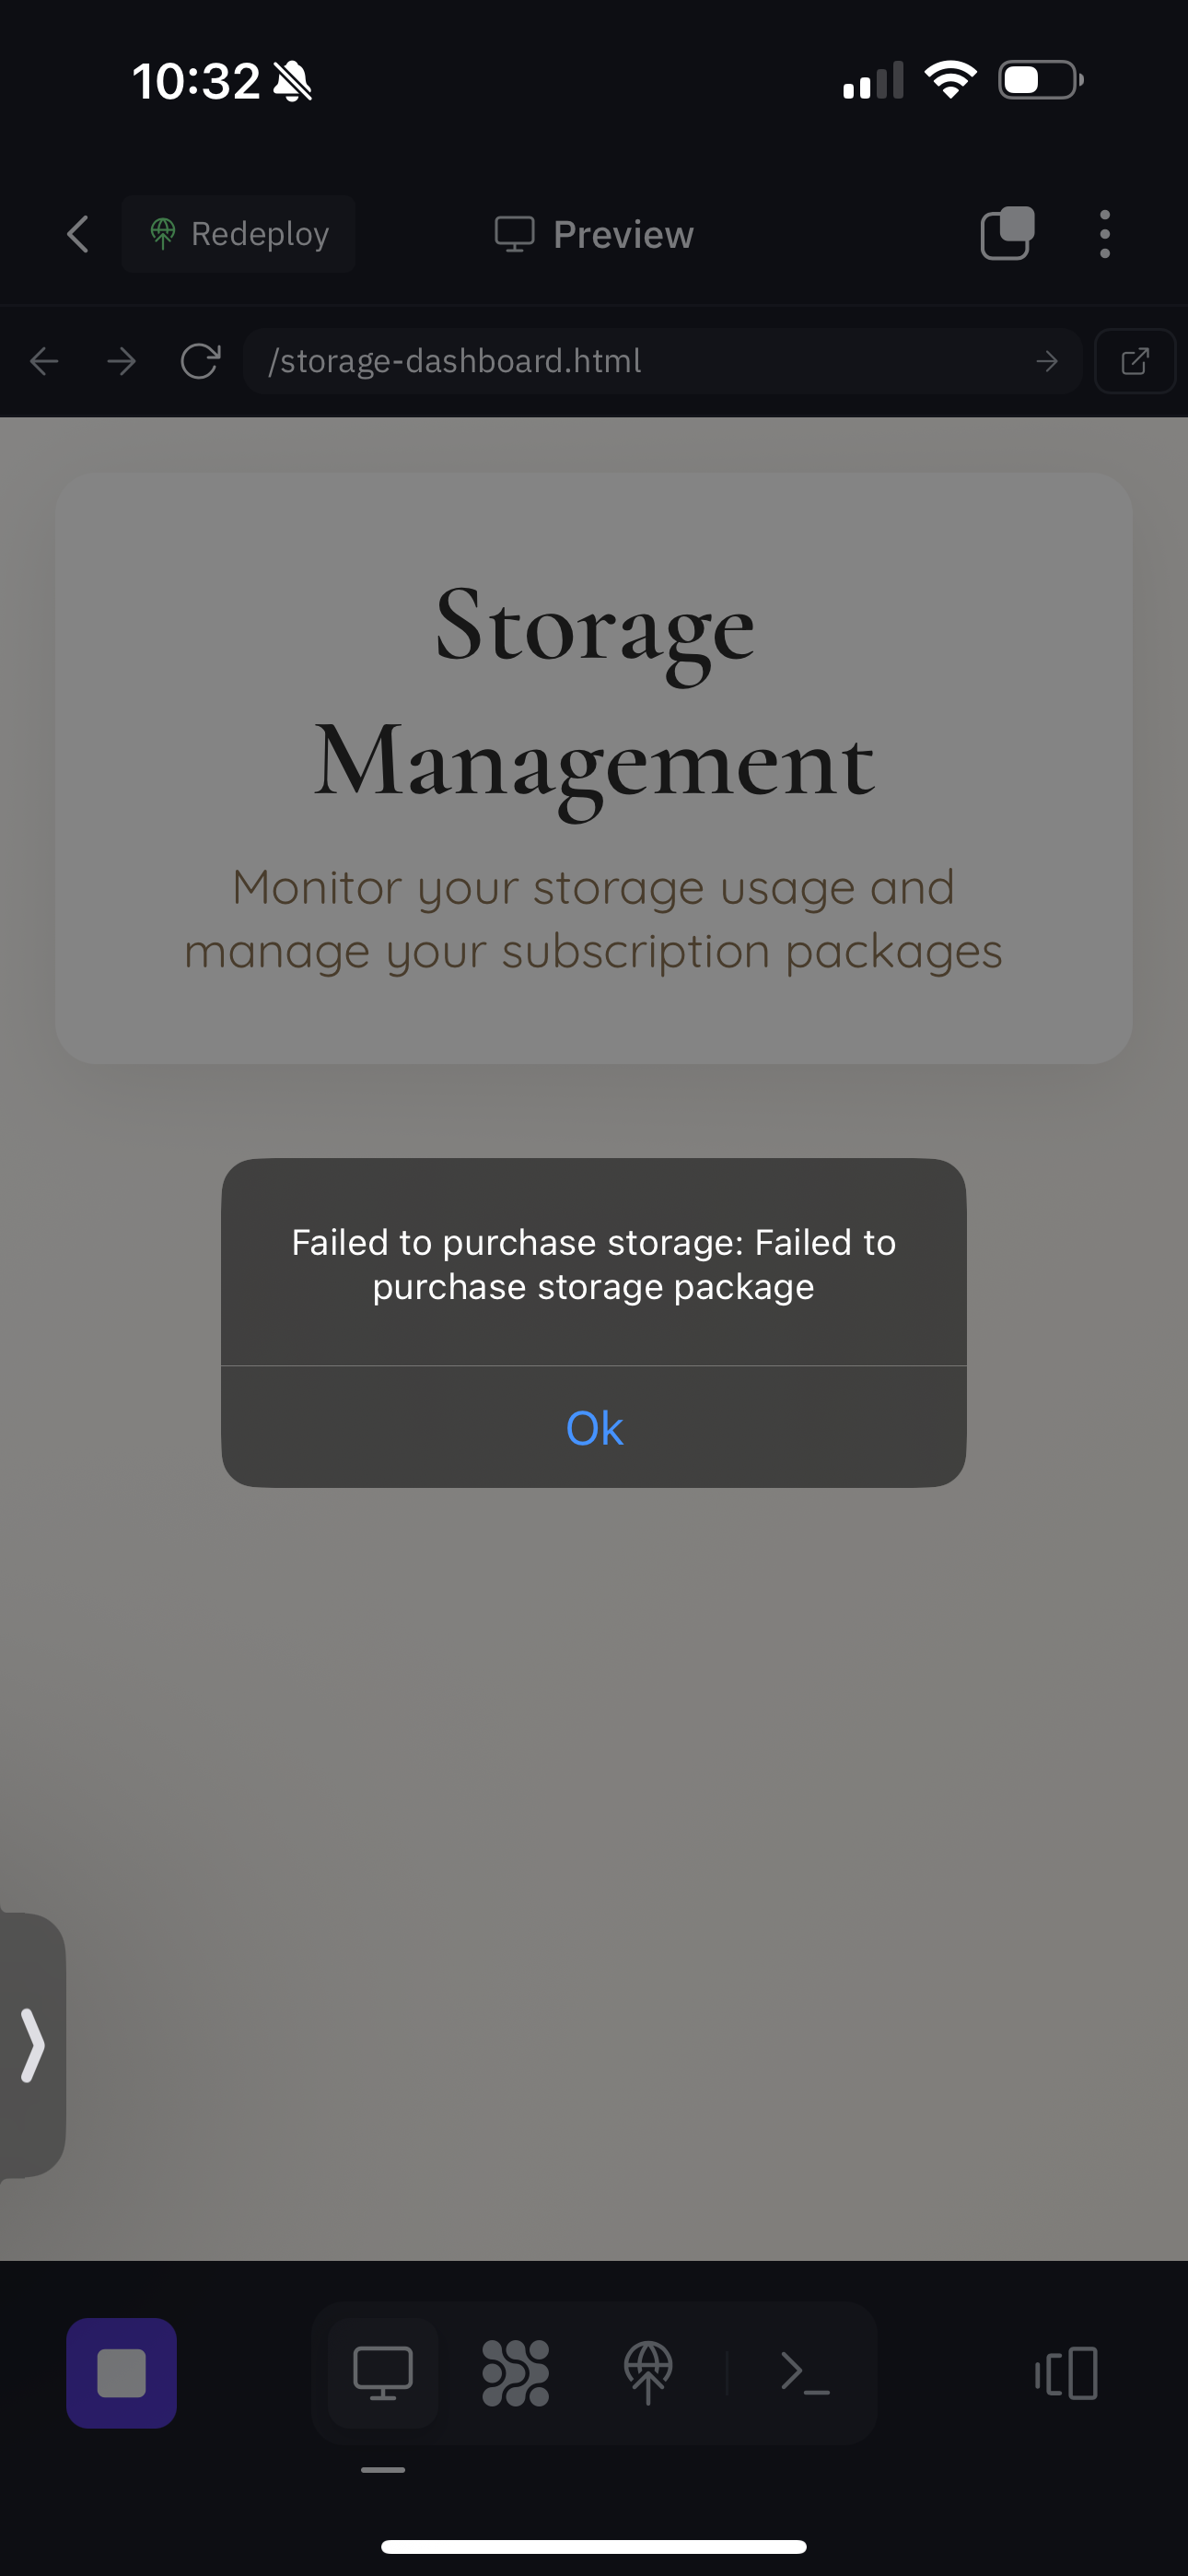 10:32
Redeploy
Preview
/storage-dashboard.html
Storage
Management
Monitor your storage usage and
manage your subscription packages
Failed to purchase storage: Failed to
purchase storage package
Ok